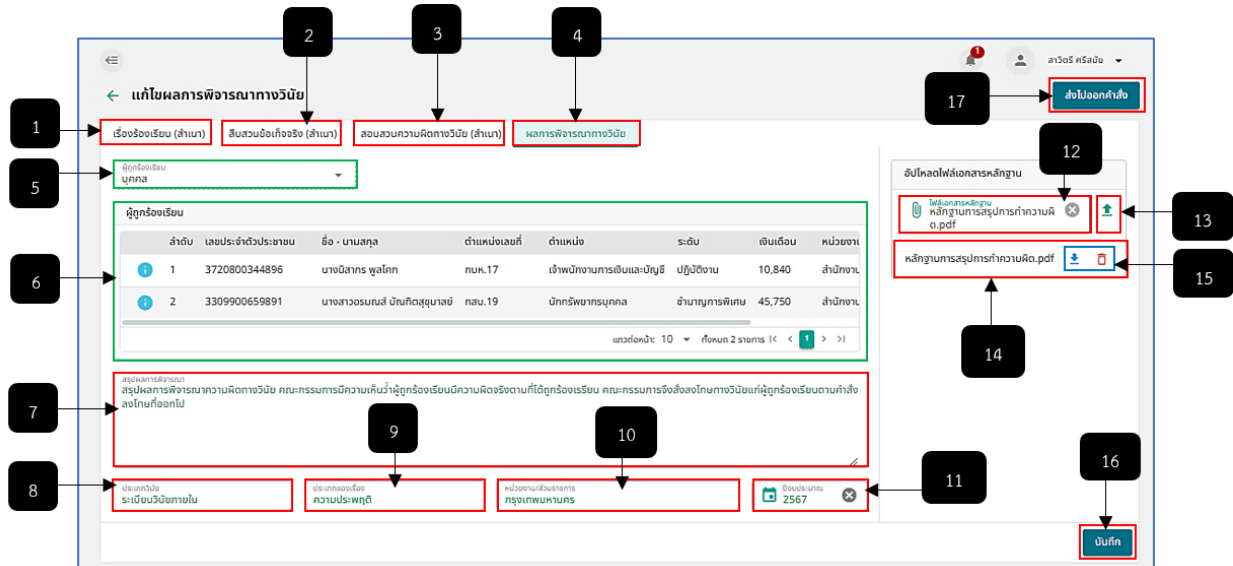 2
3
4
1
สาวิตรี ศรีสมัย
แก้ไขผลการพิจารณาทางวินัย
17
ส่งไปออกคำสั่ง
1
เรื่องร้องเรียน (สำเนา)
สืบสวนข้อเท็จจริง (สำเนา)
สอบสวนความผิดทางวินัย (สำเนา)
ผลการพิจารณาทางวินัย
12
5
ผู้ถูกร้องเรียน
บุคคล
อัปโหลดไฟล์เอกสารหลักฐาน
ไฟล์เอกสารหลักฐาน
หลักฐานการสรุปการทำความผิ
ด.pdf
13
หลักฐานการสรุปการทำความผิด.pdf
15
14
6
ผู้ถูกร้องเรียน
ลำดับ เลขประจำตัวประชาชน ชื่อ - นามสกุล ตำแหน่งเลขที่ ตำแหน่ง ระดับ เงินเดือน หน่วยงาน
1 3720800344896 นางนิสากร พูลโภค กบห.17 เจ้าพนักงานการเงินและบัญชี ปฏิบัติงาน 10,840 สำนักงาน
2 3309900659891 นางสาวอรมณส์ บัณฑิตสุขุมาลย์ กสบ.19 นักทรัพยากรบุคคล ชำนาญการพิเศษ 45,750 สำนักงาน
แถวต่อหน้า: 10 ทั้งหมด 2 รายการ 1
7
สรุปผลการพิจารณา
สรุปผลการพิจารณาความผิดทางวินัย คณะกรรมการมีความเห็นว่าผู้ถูกร้องเรียนมีความผิดจริงตามที่ได้ถูกร้องเรรียน คณะกรรมการจึงสั่งลงโทษทางวินัยแก่ผู้ถูกร้องเรียนตามคำสั่ง
ลงโทษที่ออกไป
9
10
8
ประเภทวินัย
ระเบียบวินัยภายใน
ประเภทของเรื่อง
ความประพฤติ
หน่วยงาน/ส่วนราชการ
กรุงเทพมหานคร
ปีงบประมาณ
2567
11
16
บันทึก